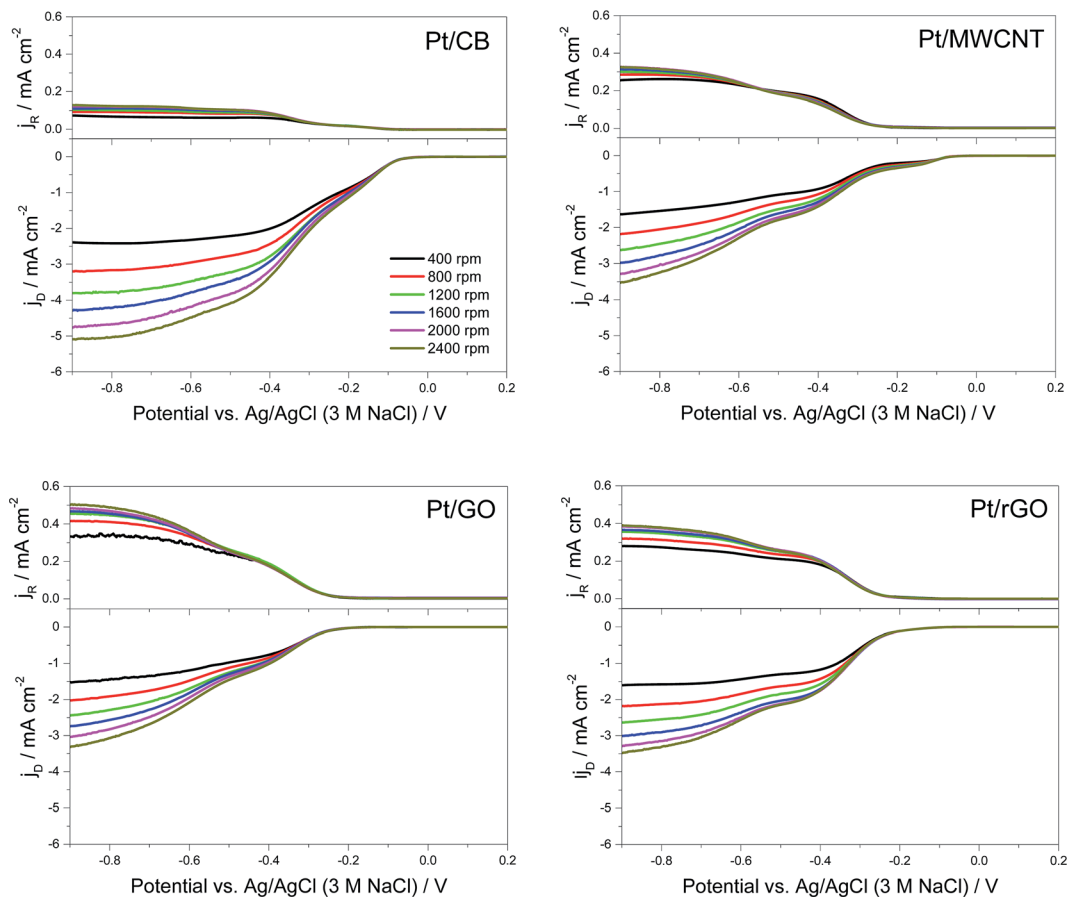 Pt/CB
j_R / mA cm^-2
0.6
0.4
0.2
0.0
j_D / mA cm^-2
0
-1
-2
-3
-4
-5
-6
400 rpm
800 rpm
1200 rpm
1600 rpm
2000 rpm
2400 rpm
-0.8 -0.6 -0.4 -0.2 0.0 0.2
Potential vs. Ag/AgCl (3 M NaCl) / V
Pt/MWCNT
j_R / mA cm^-2
0.6
0.4
0.2
0.0
j_D / mA cm^-2
0
-1
-2
-3
-4
-5
-6
-0.8 -0.6 -0.4 -0.2 0.0 0.2
Potential vs. Ag/AgCl (3 M NaCl) / V
Pt/GO
j_R / mA cm^-2
0.6
0.4
0.2
0.0
j_D / mA cm^-2
0
-1
-2
-3
-4
-5
-6
-0.8 -0.6 -0.4 -0.2 0.0 0.2
Potential vs. Ag/AgCl (3 M NaCl) / V
Pt/rGO
j_R / mA cm^-2
0.6
0.4
0.2
0.0
Ij_D / mA cm^-2
0
-1
-2
-3
-4
-5
-6
-0.8 -0.6 -0.4 -0.2 0.0 0.2
Potential vs. Ag/AgCl (3 M NaCl) / V